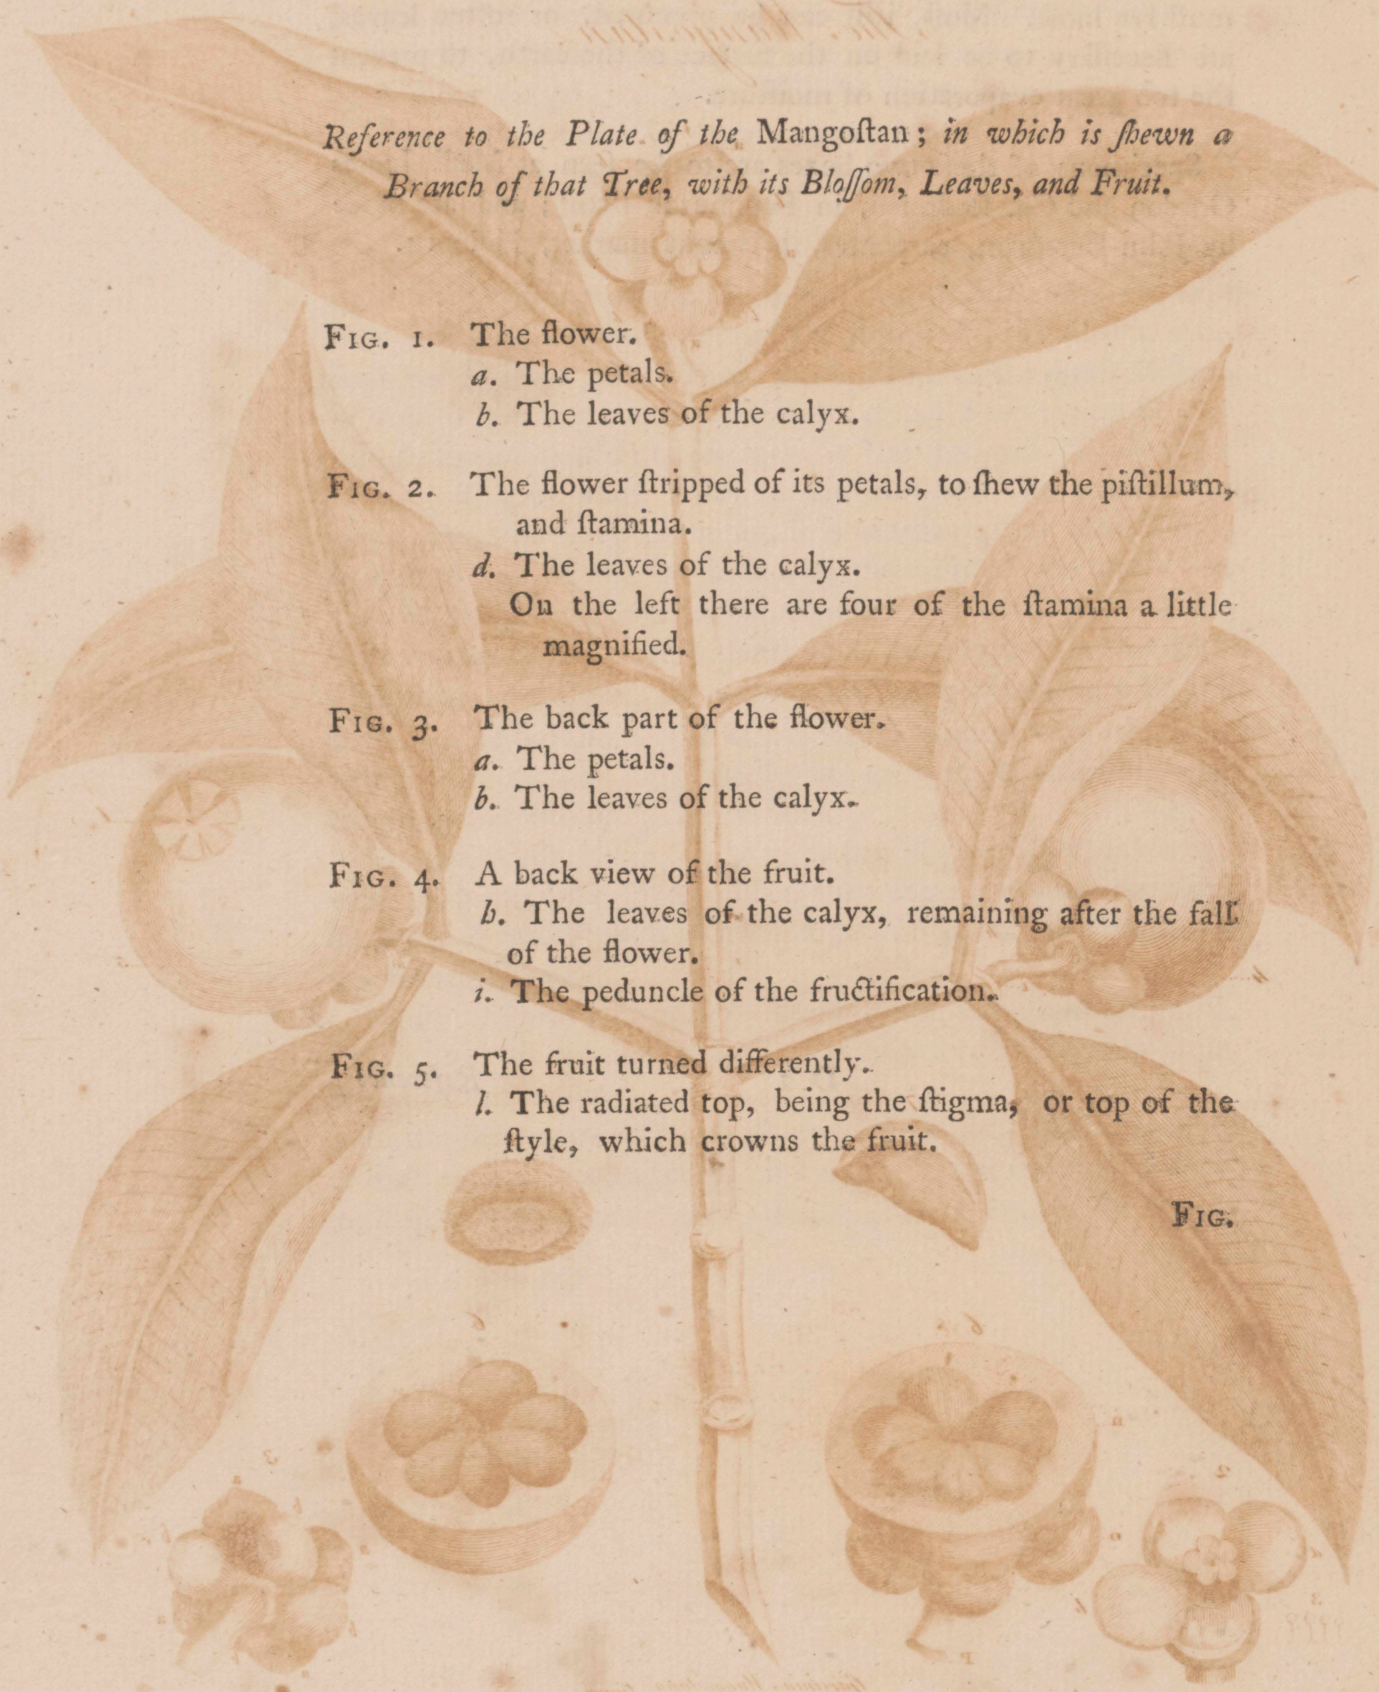 Reference to the Plate of the Mangoſtan; in which is ſhewn a
Branch of that Tree, with its Bloſſom, Leaves, and Fruit.
Fig. 1. The flower.
a. The petals.
b. The leaves of the calyx.
Fig. 2. The flower ſtripped of its petals, to ſhew the piſtillum,
and ſtamina.
d. The leaves of the calyx.
On the left there are four of the ſtamina a little
magnified.
Fig. 3. The back part of the flower.
a. The petals.
b. The leaves of the calyx.
Fig. 4. A back view of the fruit.
b. The leaves of the calyx, remaining after the fall
of the flower.
i. The peduncle of the fructification.
Fig. 5. The fruit turned differently.
l. The radiated top, being the ſtigma, or top of the
ſtyle, which crowns the fruit.
Fig.